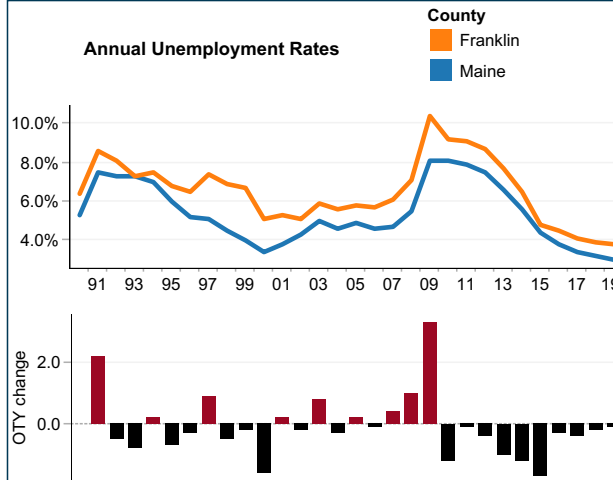 County
Franklin
Maine
Annual Unemployment Rates
10.0%
8.0%
6.0%
4.0%
91 93 95 97 99 01 03 05 07 09 11 13 15 17 19
OTY change
2.0
0.0